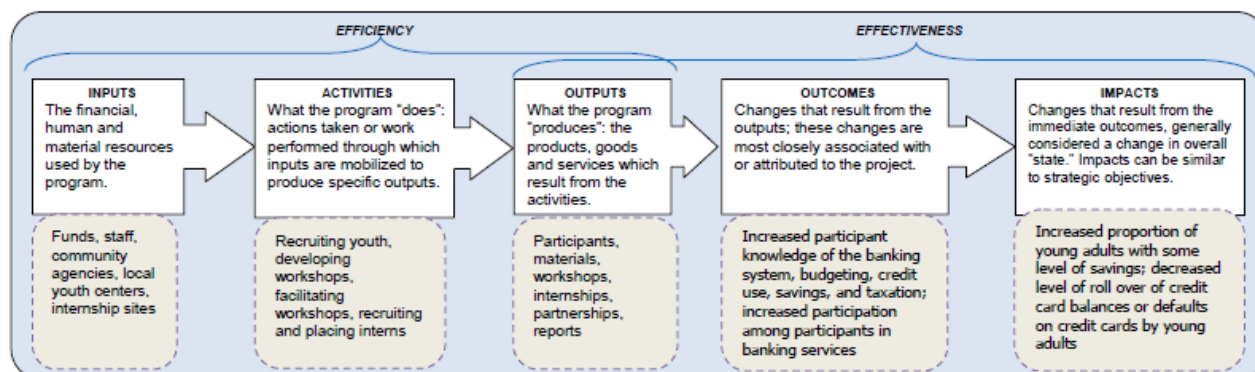 EFFICIENCY
EFFECTIVENESS
INPUTS
The financial,
human and
material resources
used by the
program.
ACTIVITIES
What the program "does":
actions taken or work
performed through which
inputs are mobilized to
produce specific outputs.
OUTPUTS
What the program
"produces": the
products, goods
and services which
result from the
activities.
OUTCOMES
Changes that result from the
outputs; these changes are
most closely associated with
or attributed to the project.
IMPACTS
Changes that result from the
immediate outcomes, generally
considered a change in overall
"state." Impacts can be similar
to strategic objectives.
Funds, staff,
community
agencies, local
youth centers,
internship sites
Recruiting youth,
developing
workshops,
facilitating
workshops, recruiting
and placing interns
Participants,
materials,
workshops,
internships,
partnerships,
reports
Increased participant
knowledge of the banking
system, budgeting, credit
use, savings, and taxation;
increased participation
among participants in
banking services
Increased proportion of
young adults with some
level of savings; decreased
level of roll over of credit
card balances or defaults
on credit cards by young
adults